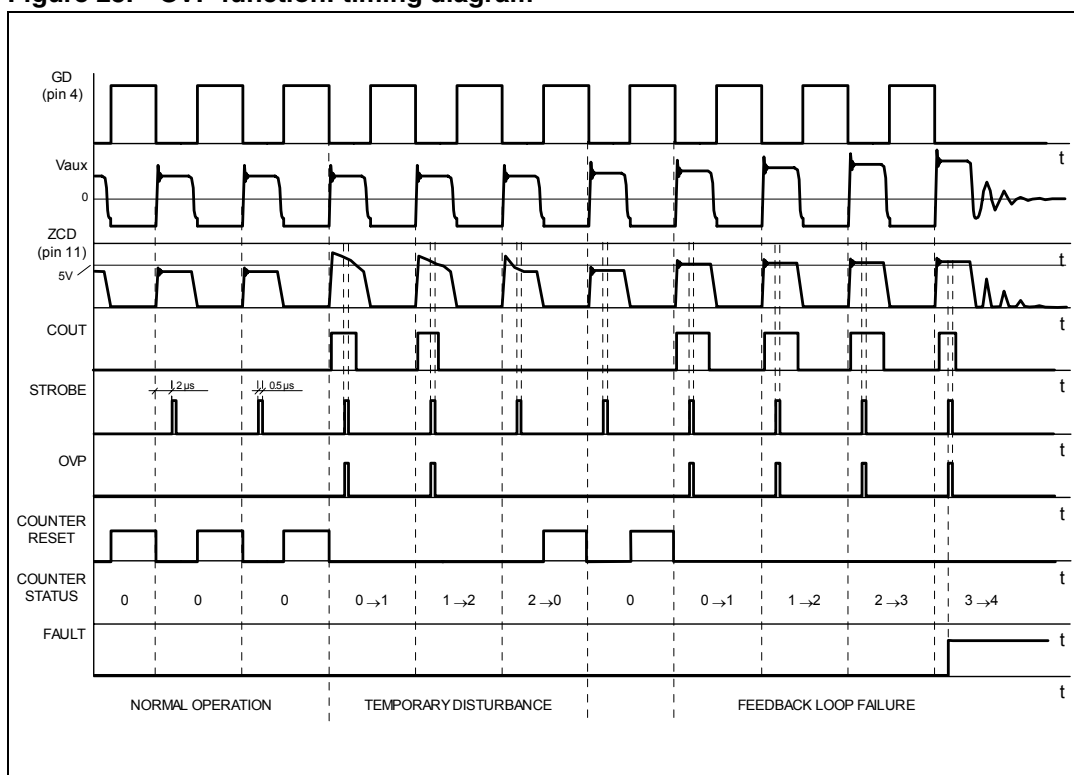 Figure 28. OVP function: timing diagram
GD
(pin 4)
t
Vaux
0
t
ZCD
(pin 11)
5V
t
COUT
t
STROBE
2 µs
0.5 µs
t
OVP
t
COUNTER
RESET
t
COUNTER
STATUS
0
0
0
0 →1
1 →2
2 →0
0
0 →1
1 →2
2 →3
3 →4
FAULT
t
t
NORMAL OPERATION
TEMPORARY DISTURBANCE
FEEDBACK LOOP FAILURE